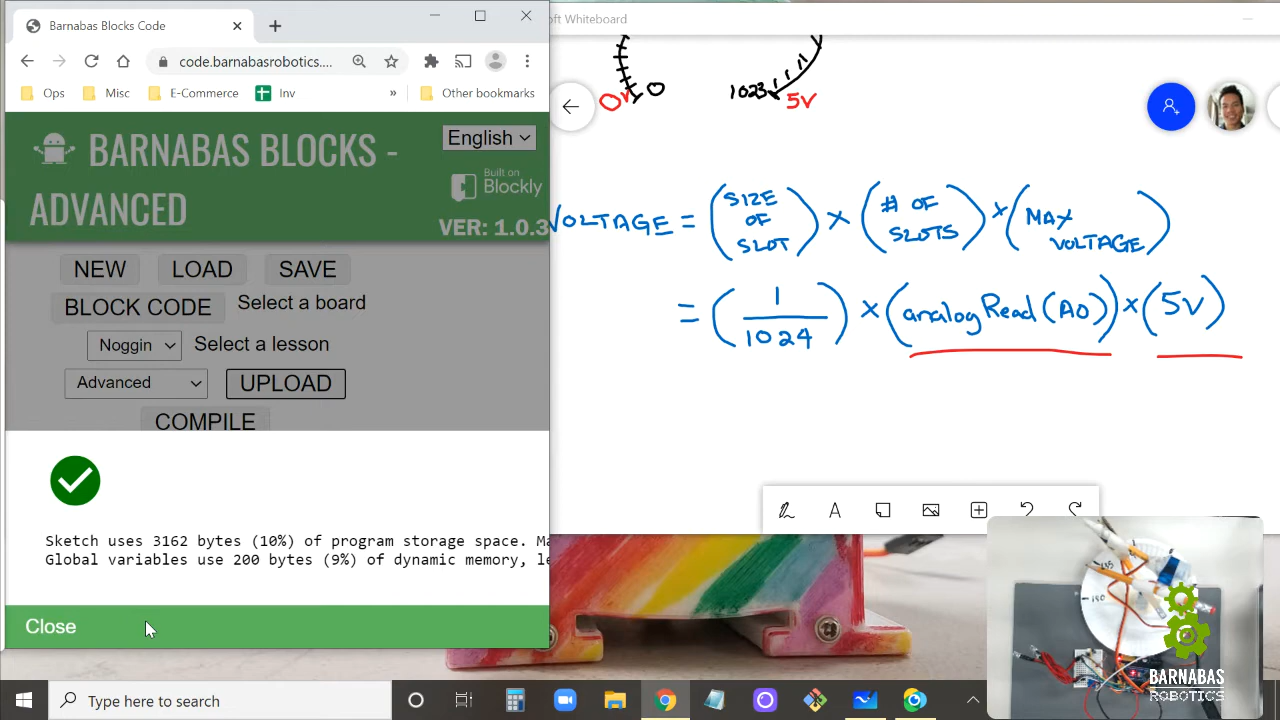 Barnabas Blocks Code
code.barnabasrobotics....
Ops
Misc
E-Commerce
Inv
»
Other bookmarks
BARNABAS BLOCKS -
ADVANCED
English
Built on
Blockly
VER: 1.0.3
NEW
LOAD
SAVE
BLOCK CODE
Select a board
Noggin
Select a lesson
Advanced
UPLOAD
COMPILE
Sketch uses 3162 bytes (10%) of program storage space.
Global variables use 200 bytes (9%) of dynamic memory,
Close
oft Whiteboard
0
0V
1023
5V
VOLTAGE = (SIZE OF SLOT) × (# OF SLOTS) × (MAX VOLTAGE)
= (1/1024) × (analogRead(A0)) × (5V)
A
135
180
BARNABAS
ROBOTICS
Type here to search